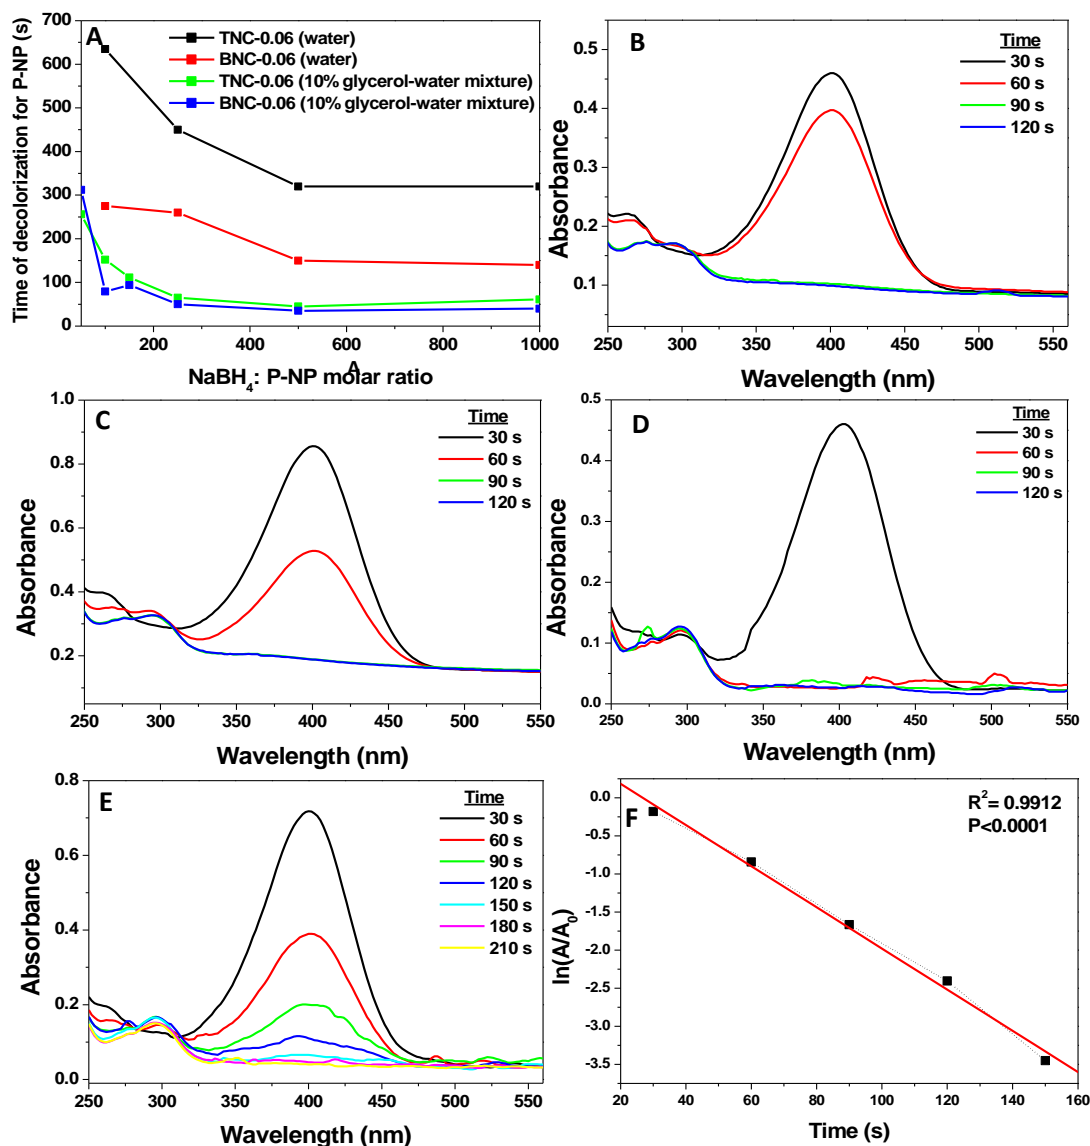 A
TNC-0.06 (water)
BNC-0.06 (water)
TNC-0.06 (10% glycerol-water mixture)
BNC-0.06 (10% glycerol-water mixture)
Time of decolorization for P-NP (s)
700
600
500
400
300
200
100
0
200 400 600 800 1000
A
NaBH₄: P-NP molar ratio
B
Time
30 s
60 s
90 s
120 s
Absorbance
0.5
0.4
0.3
0.2
0.1
250 300 350 400 450 500 550
Wavelength (nm)
C
Time
30 s
60 s
90 s
120 s
Absorbance
1.0
0.8
0.6
0.4
0.2
250 300 350 400 450 500 550
Wavelength (nm)
D
Time
30 s
60 s
90 s
120 s
Absorbance
0.5
0.4
0.3
0.2
0.1
0.0
250 300 350 400 450 500 550
Wavelength (nm)
E
Time
30 s
60 s
90 s
120 s
150 s
180 s
210 s
Absorbance
0.8
0.6
0.4
0.2
0.0
250 300 350 400 450 500 550
Wavelength (nm)
F
R²= 0.9912
P<0.0001
ln(A/A₀)
0.0
-0.5
-1.0
-1.5
-2.0
-2.5
-3.0
-3.5
20 40 60 80 100 120 140 160
Time (s)